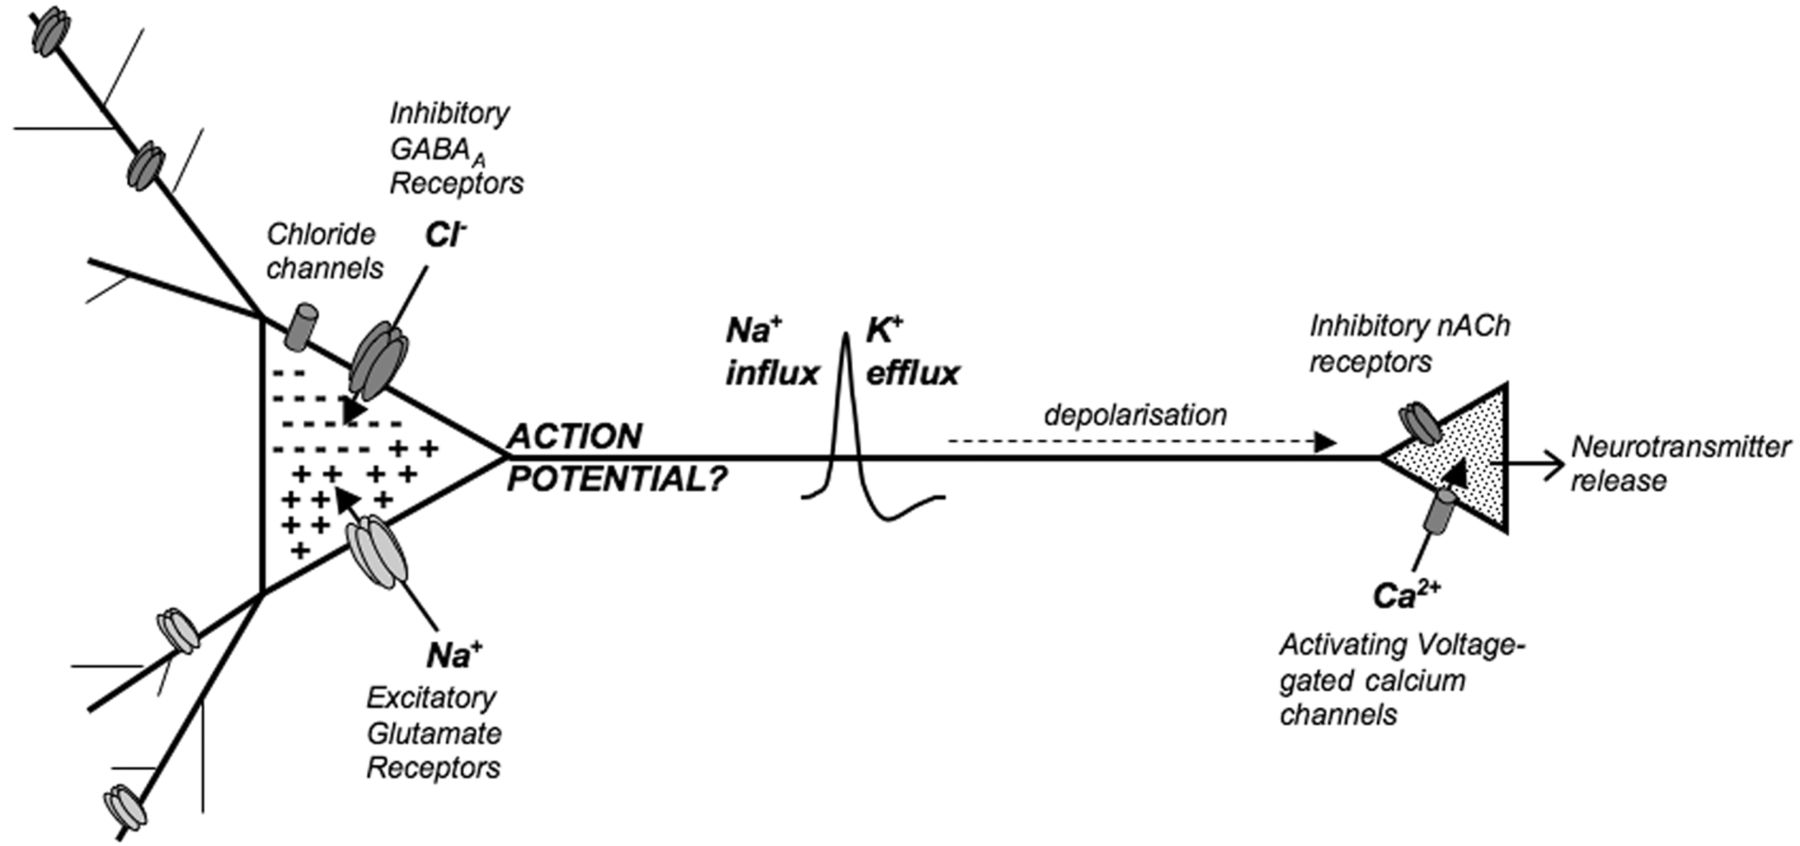 Inhibitory
GABA_A
Receptors
Chloride
channels
Cl⁻
- -
- - - -
- - - - - - -
- - - - - - + +
+ + + +
+ + +
+ +
+
ACTION
POTENTIAL?
Na⁺
Excitatory
Glutamate
Receptors
Na⁺
influx
K⁺
efflux
depolarisation
Inhibitory nACh
receptors
Neurotransmitter
release
Ca²⁺
Activating Voltage-
gated calcium
channels